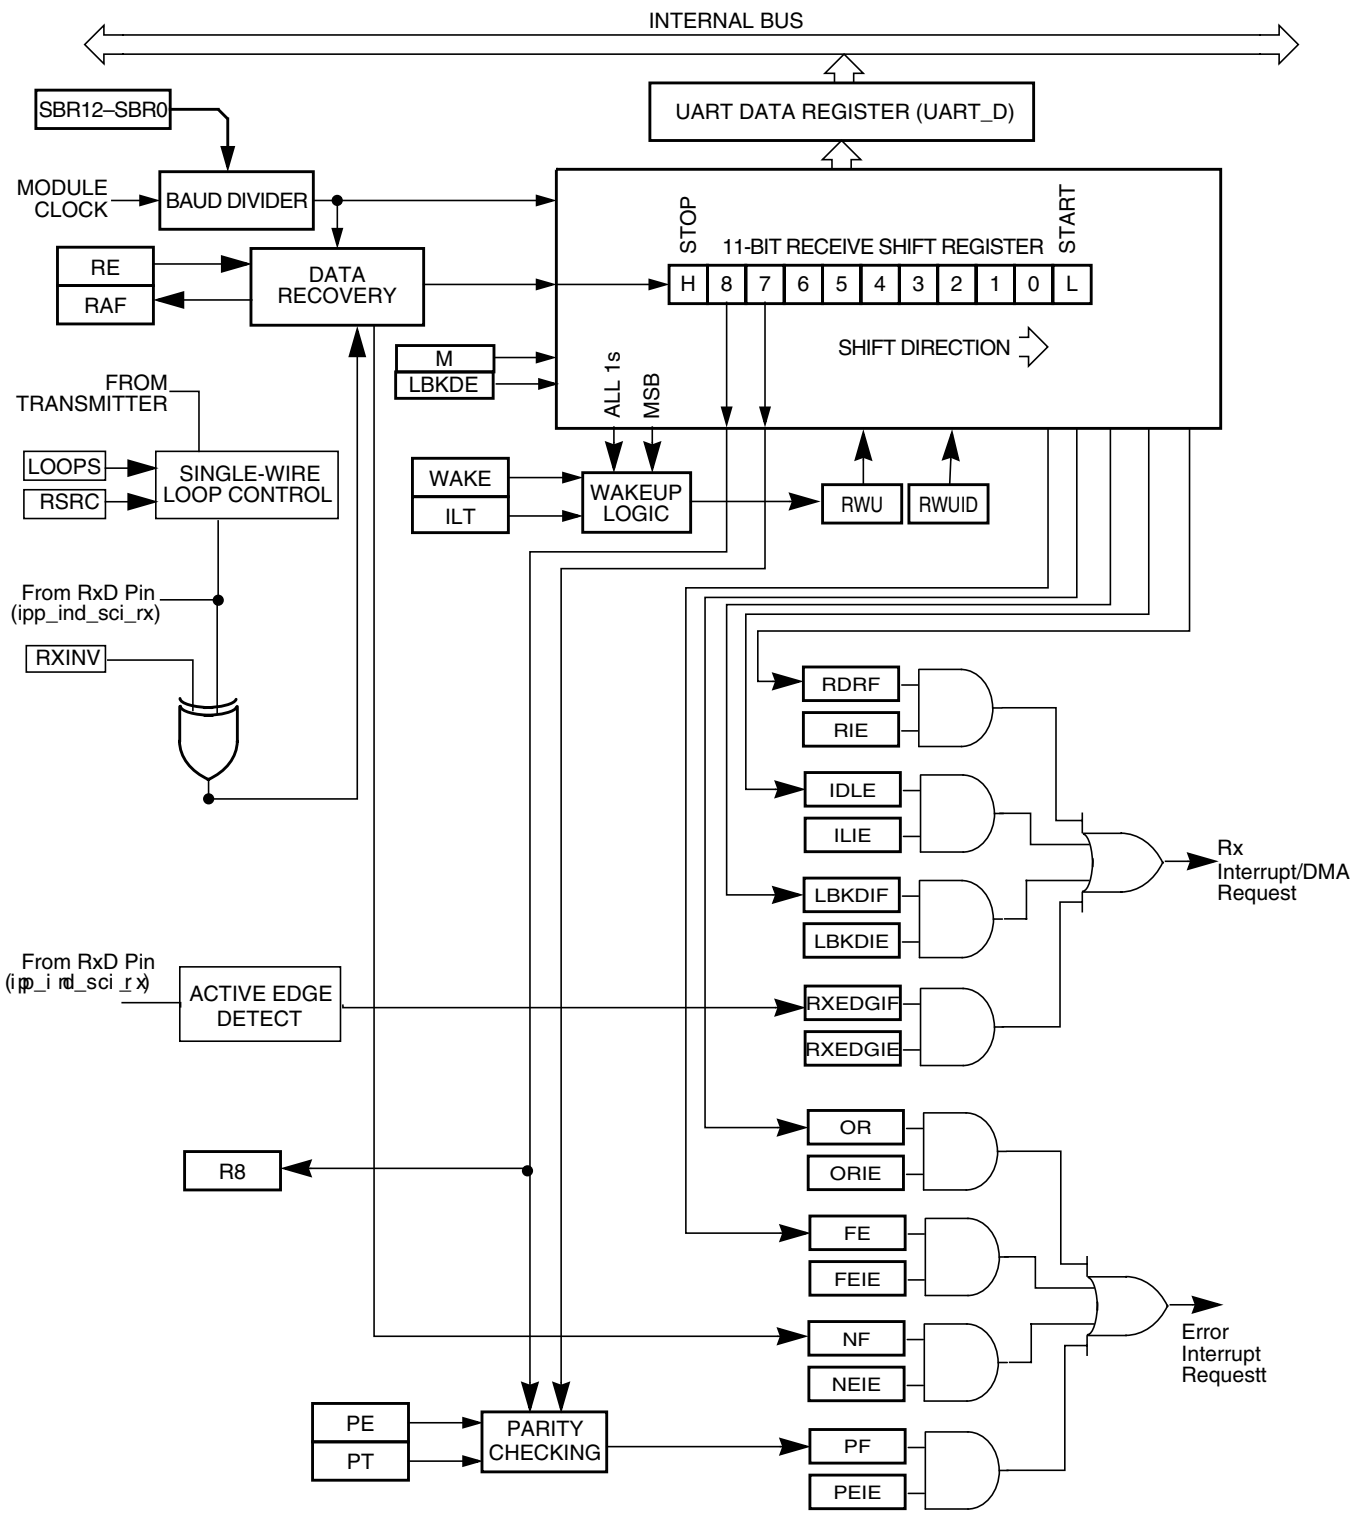 INTERNAL BUS
SBR12–SBR0
UART DATA REGISTER (UART_D)
MODULE
CLOCK
BAUD DIVIDER
STOP
START
11-BIT RECEIVE SHIFT REGISTER
H 8 7 6 5 4 3 2 1 0 L
RE
RAF
DATA
RECOVERY
SHIFT DIRECTION
M
LBKDE
ALL 1s
MSB
FROM
TRANSMITTER
LOOPS
RSRC
SINGLE-WIRE
LOOP CONTROL
WAKE
ILT
WAKEUP
LOGIC
RWU
RWUID
From RxD Pin
(ipp_ind_sci_rx)
RXINV
RDRF
RIE
IDLE
ILIE
LBKDIF
LBKDIE
Rx
Interrupt/DMA
Request
From RxD Pin
(ipp_ind_sci_rx)
ACTIVE EDGE
DETECT
RXEDGIF
RXEDGIE
R8
OR
ORIE
FE
FEIE
NF
NEIE
Error
Interrupt
Requestt
PE
PT
PARITY
CHECKING
PF
PEIE